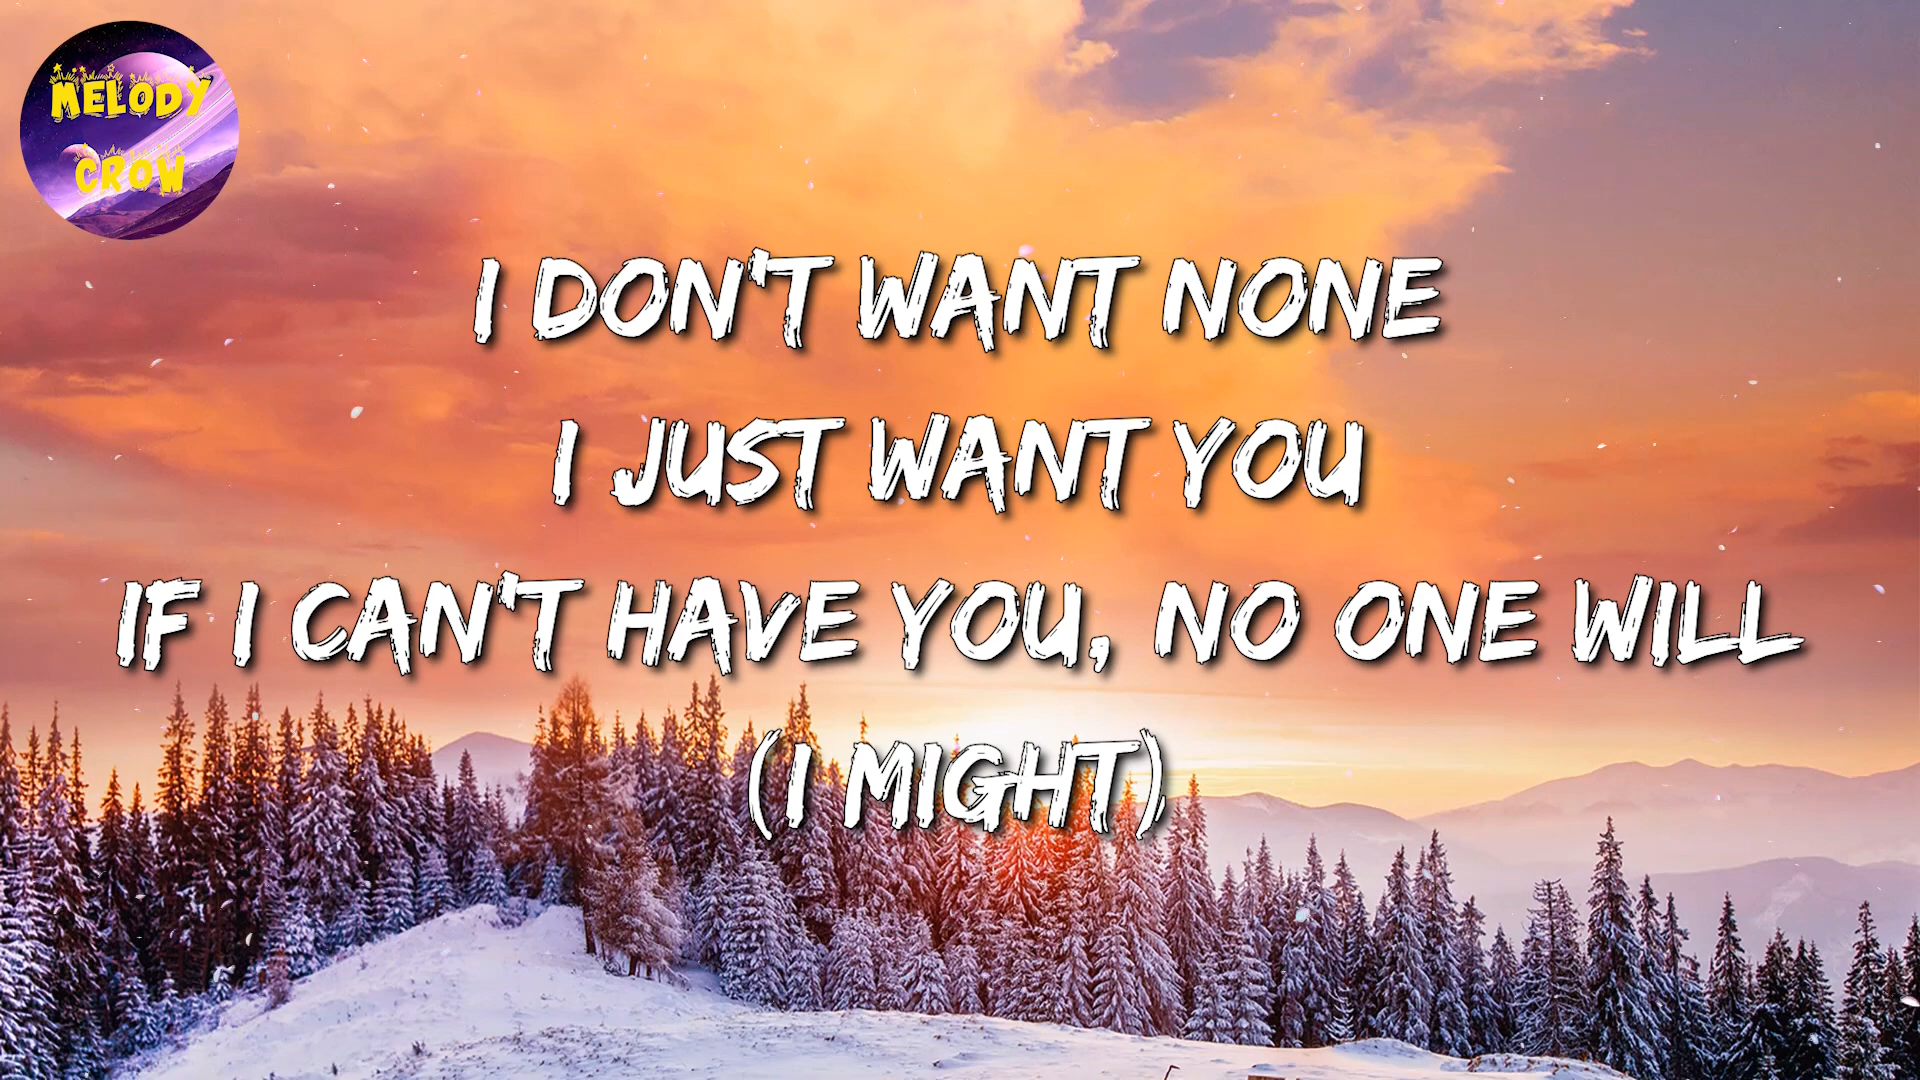 MELODY
CROW
I DON'T WANT NONE
I JUST WANT YOU
IF I CAN'T HAVE YOU, NO ONE WILL
(I MIGHT)